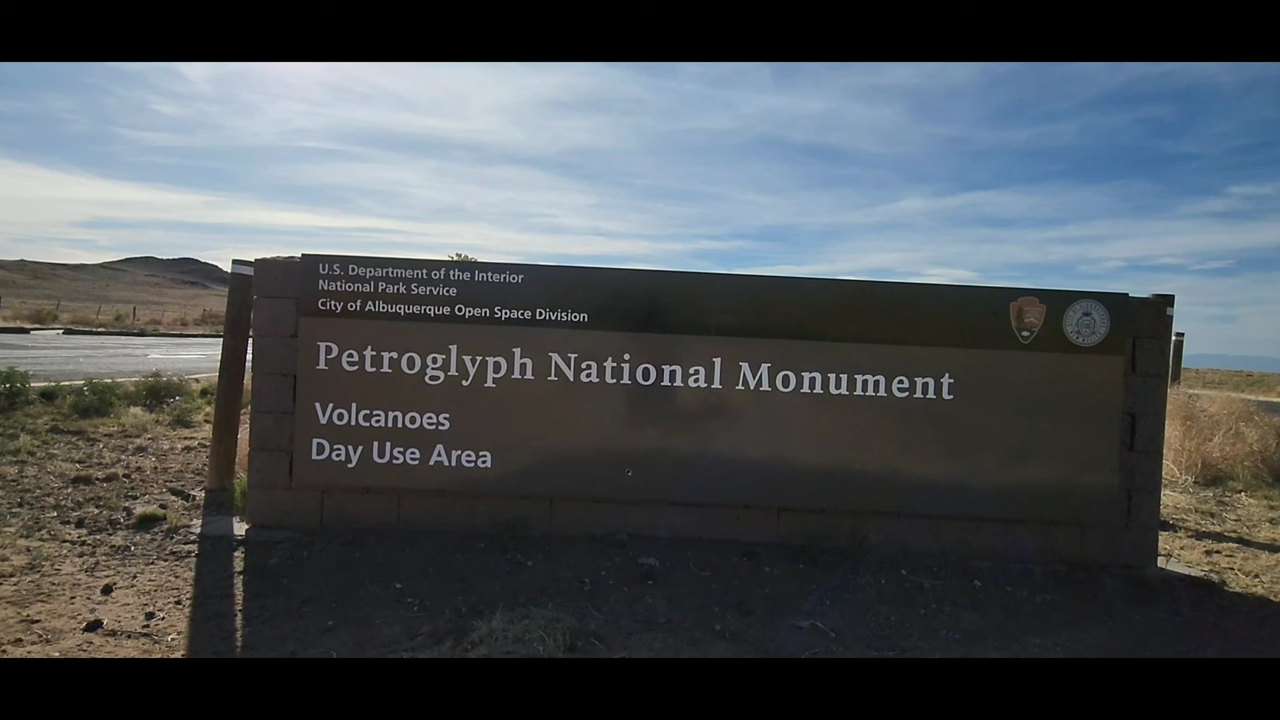 U.S. Department of the Interior
National Park Service
City of Albuquerque Open Space Division
Petroglyph National Monument
Volcanoes
Day Use Area